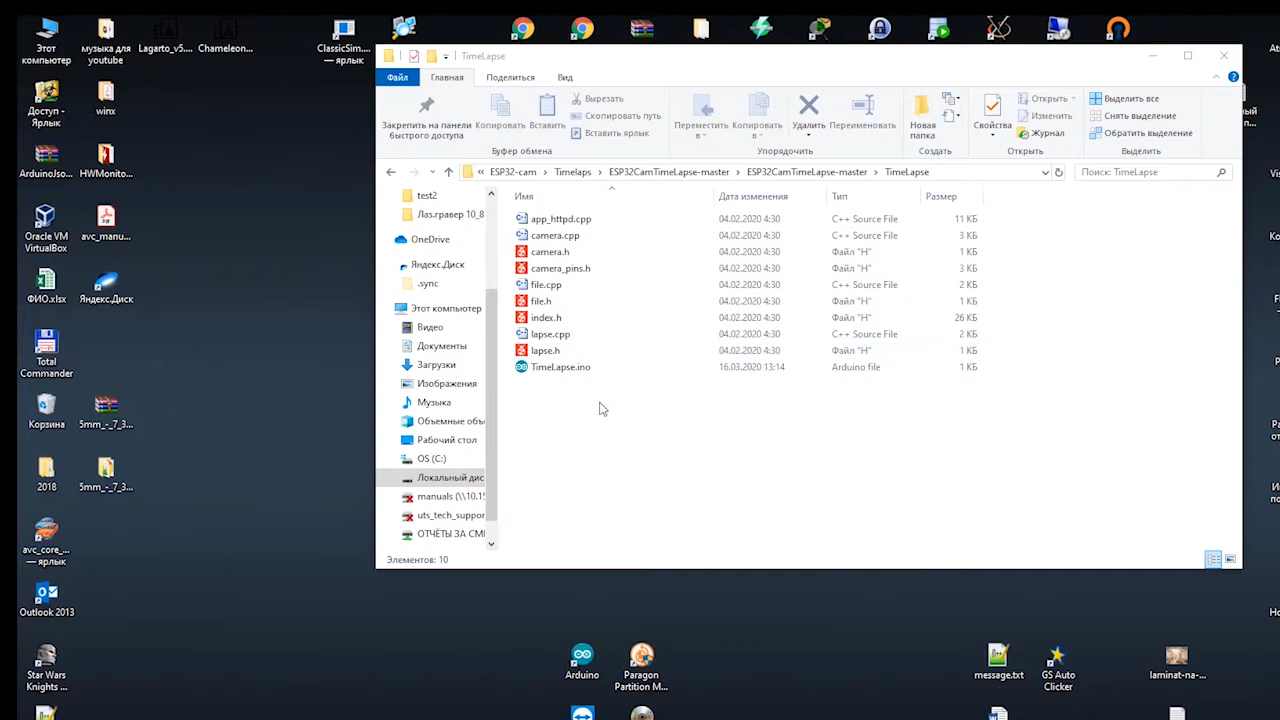 Этот
компьютер
музыка для
youtube
Lagarto_v5....
Chameleon...
ClassicSim....
— ярлык
Доступ -
Ярлык
winx
ArduinoJso...
HWMonito...
Oracle VM
VirtualBox
avc_manu...
ФИО.xlsx
Яндекс.Диск
Total
Commander
Корзина
5mm_-_7_3...
2018
5mm_-_7_3...
avc_core_...
— ярлык
Outlook 2013
Star Wars
Knights ...
TimeLapse
Файл
Главная
Поделиться
Вид
Закрепить на панели
быстрого доступа
Копировать
Вставить
Вырезать
Скопировать путь
Вставить ярлык
Буфер обмена
Переместить
в
Копировать
в
Удалить
Переименовать
Упорядочить
Новая
папка
Создать
Свойства
Открыть
Изменить
Журнал
Открыть
Выделить все
Снять выделение
Обратить выделение
Выделить
« ESP32-cam › Timelaps › ESP32CamTimeLapse-master › ESP32CamTimeLapse-master › TimeLapse
Поиск: TimeLapse
test2
Лаз.гравер 10_8
OneDrive
Яндекс.Диск
.sync
Этот компьютер
Видео
Документы
Загрузки
Изображения
Музыка
Объемные объ
Рабочий стол
OS (C:)
Локальный дис
manuals (\\10.15
uts_tech_suppor
ОТЧЁТЫ ЗА СМ
Имя Дата изменения Тип Размер
app_httpd.cpp 04.02.2020 4:30 C++ Source File 11 КБ
camera.cpp 04.02.2020 4:30 C++ Source File 3 КБ
camera.h 04.02.2020 4:30 Файл "H" 1 КБ
camera_pins.h 04.02.2020 4:30 Файл "H" 3 КБ
file.cpp 04.02.2020 4:30 C++ Source File 2 КБ
file.h 04.02.2020 4:30 Файл "H" 1 КБ
index.h 04.02.2020 4:30 Файл "H" 26 КБ
lapse.cpp 04.02.2020 4:30 C++ Source File 2 КБ
lapse.h 04.02.2020 4:30 Файл "H" 1 КБ
TimeLapse.ino 16.03.2020 13:14 Arduino file 1 КБ
Элементов: 10
Arduino
Paragon
Partition M...
message.txt
GS Auto
Clicker
laminat-na-...